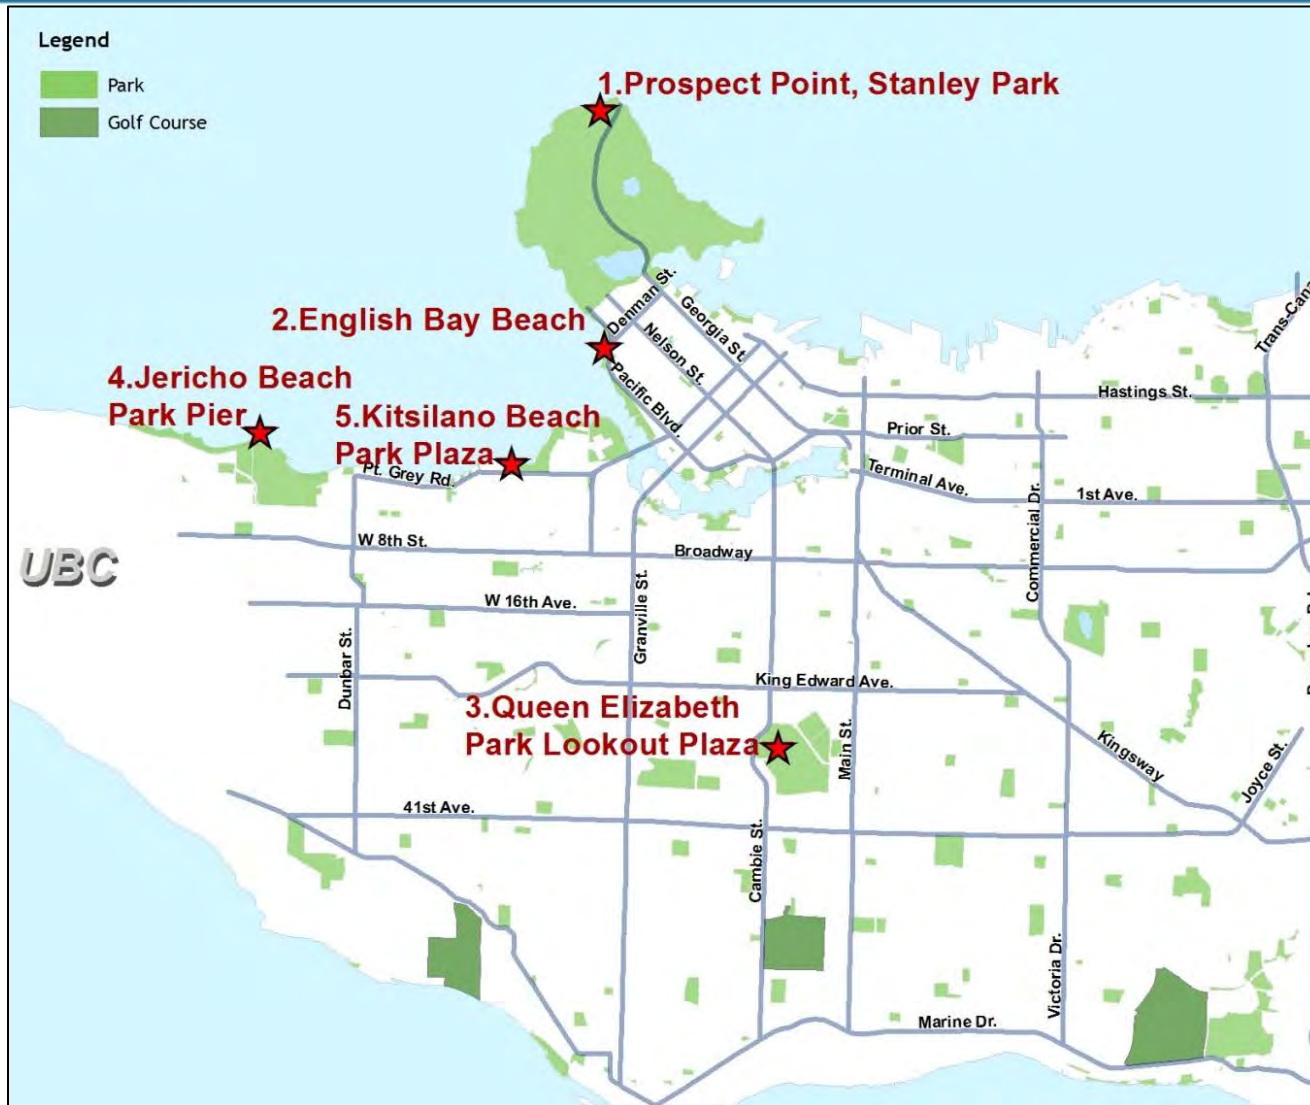 Legend
Park
Golf Course
1.Prospect Point, Stanley Park
2.English Bay Beach
Denman St.
Georgia St.
Nelson St.
Pacific Blvd.
Trans-Cana
4.Jericho Beach
Park Pier
5.Kitsilano Beach
Park Plaza
Pt. Grey Rd.
Hastings St.
Prior St.
Terminal Ave.
1st Ave.
Commercial Dr.
W 8th St.
Broadway
UBC
W 16th Ave.
Granville St.
Dunbar St.
King Edward Ave.
3.Queen Elizabeth
Park Lookout Plaza
Main St.
Kingsway
Joyce St.
41st Ave.
Cambie St.
Victoria Dr.
Marine Dr.